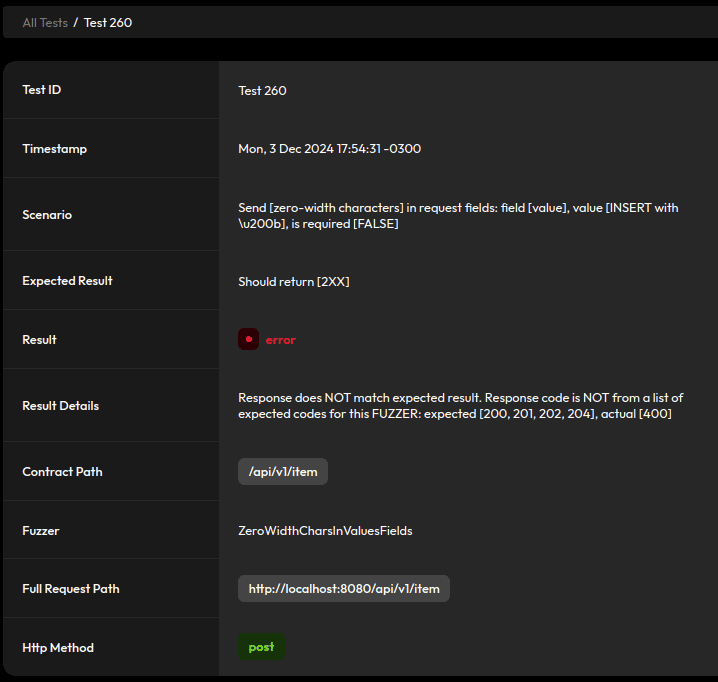 All Tests / Test 260
Test ID
Test 260
Timestamp
Mon, 3 Dec 2024 17:54:31 -0300
Scenario
Send [zero-width characters] in request fields: field [value], value [INSERT with
\u200b], is required [FALSE]
Expected Result
Should return [2XX]
Result
error
Result Details
Response does NOT match expected result. Response code is NOT from a list of
expected codes for this FUZZER: expected [200, 201, 202, 204], actual [400]
Contract Path
/api/v1/item
Fuzzer
ZeroWidthCharsInValuesFields
Full Request Path
http://localhost:8080/api/v1/item
Http Method
post